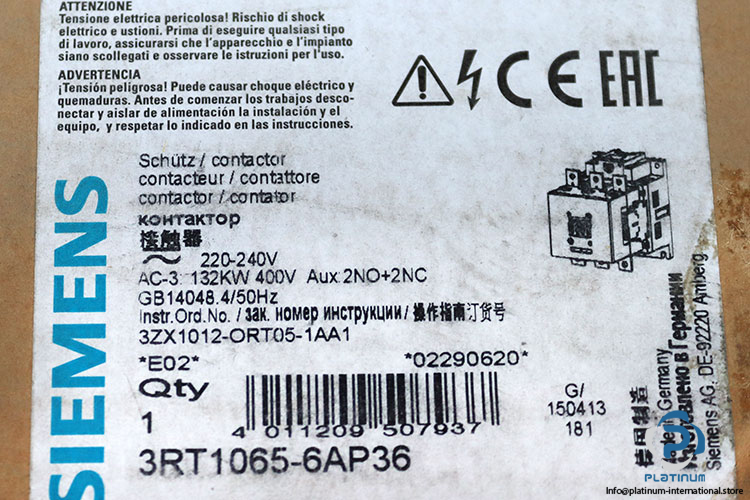 ATTENZIONE
Tensione elettrica pericolosa! Rischio di shock
elettrico e ustioni. Prima di eseguire qualsiasi tipo
di lavoro, assicurarsi che l'apparecchio e l'impianto
siano scollegati e osservare le istruzioni per l'uso.
ADVERTENCIA
¡Tensión peligrosa! Puede causar choque eléctrico y
quemaduras. Antes de comenzar los trabajos desco-
nectar y aislar de alimentación la instalación y el
equipo, y respetar lo indicado en las instrucciones.
CE EAC
SIEMENS
Schütz / contactor
contacteur / contattore
contactor / contator
контактор
接触器
220-240V
AC-3: 132KW 400V Aux:2NO+2NC
GB14048.4/50Hz
Instr.Ord.No. / зак. номер инструкции / 操作指南订货号
3ZX1012-ORT05-1AA1
*E02* *02290620*
Qty
1
4 011209 507937
G/
150413
181
3RT1065-6AP36
德国制造
Made in Germany
Изготовлено в Германии
Siemens AG, DE-92220 Amberg
PLATINUM
Info@platinum-international.store